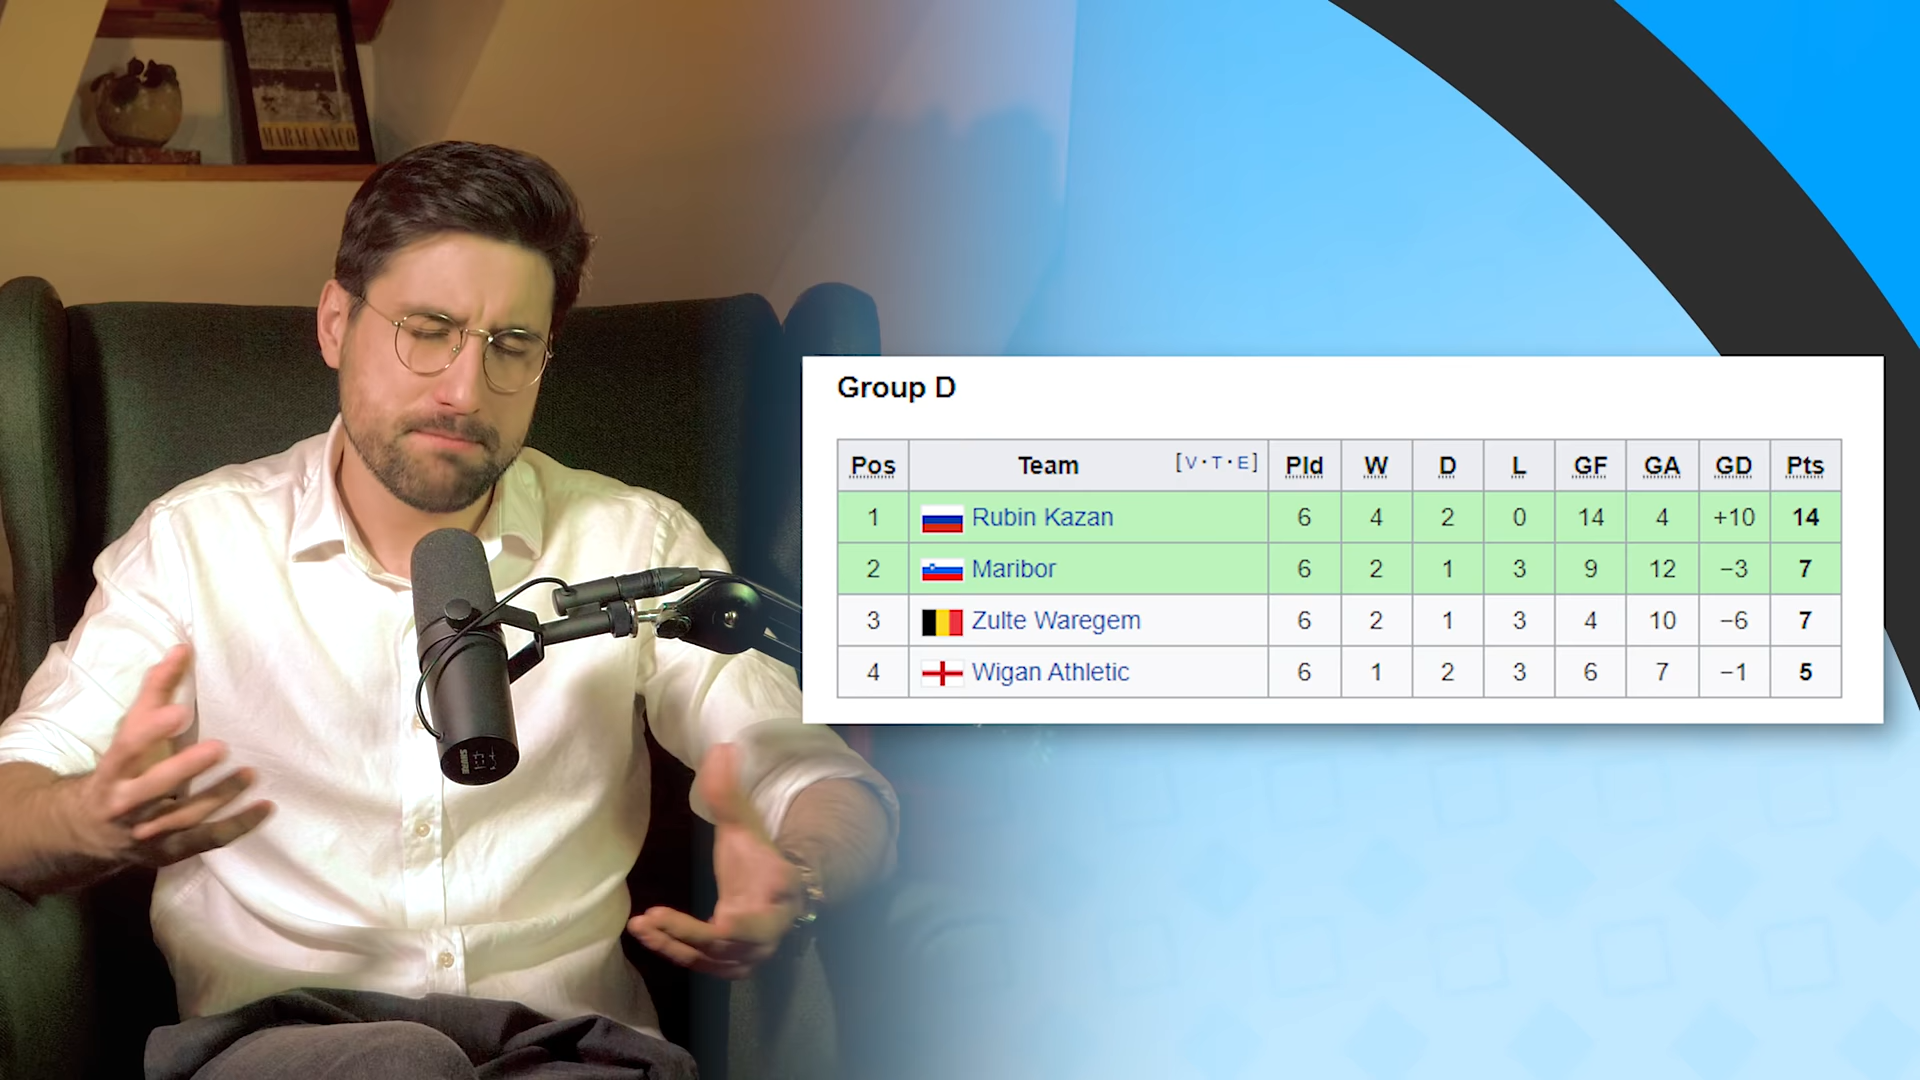 MARACANAÇO
SHURE
Group D
Pos Team [V·T·E] Pld W D L GF GA GD Pts
1 Rubin Kazan 6 4 2 0 14 4 +10 14
2 Maribor 6 2 1 3 9 12 −3 7
3 Zulte Waregem 6 2 1 3 4 10 −6 7
4 Wigan Athletic 6 1 2 3 6 7 −1 5